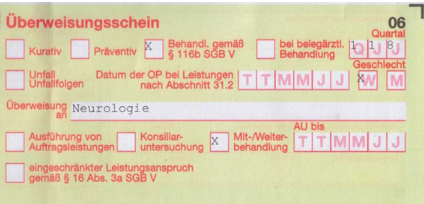 Überweisungsschein 06
Quartal
Kurativ Präventiv X Behandl. gemäß § 116b SGB V bei belegärztl. Behandlung 1 1 8 Q J J
Geschlecht
Unfall Unfallfolgen Datum der OP bei Leistungen nach Abschnitt 31.2 T T M M J J X W M
Überweisung an Neurologie
AU bis
Ausführung von Auftragsleistungen Konsiliar-untersuchung X Mit-/Weiter-behandlung T T M M J J
eingeschränkter Leistungsanspruch
gemäß § 16 Abs. 3a SGB V